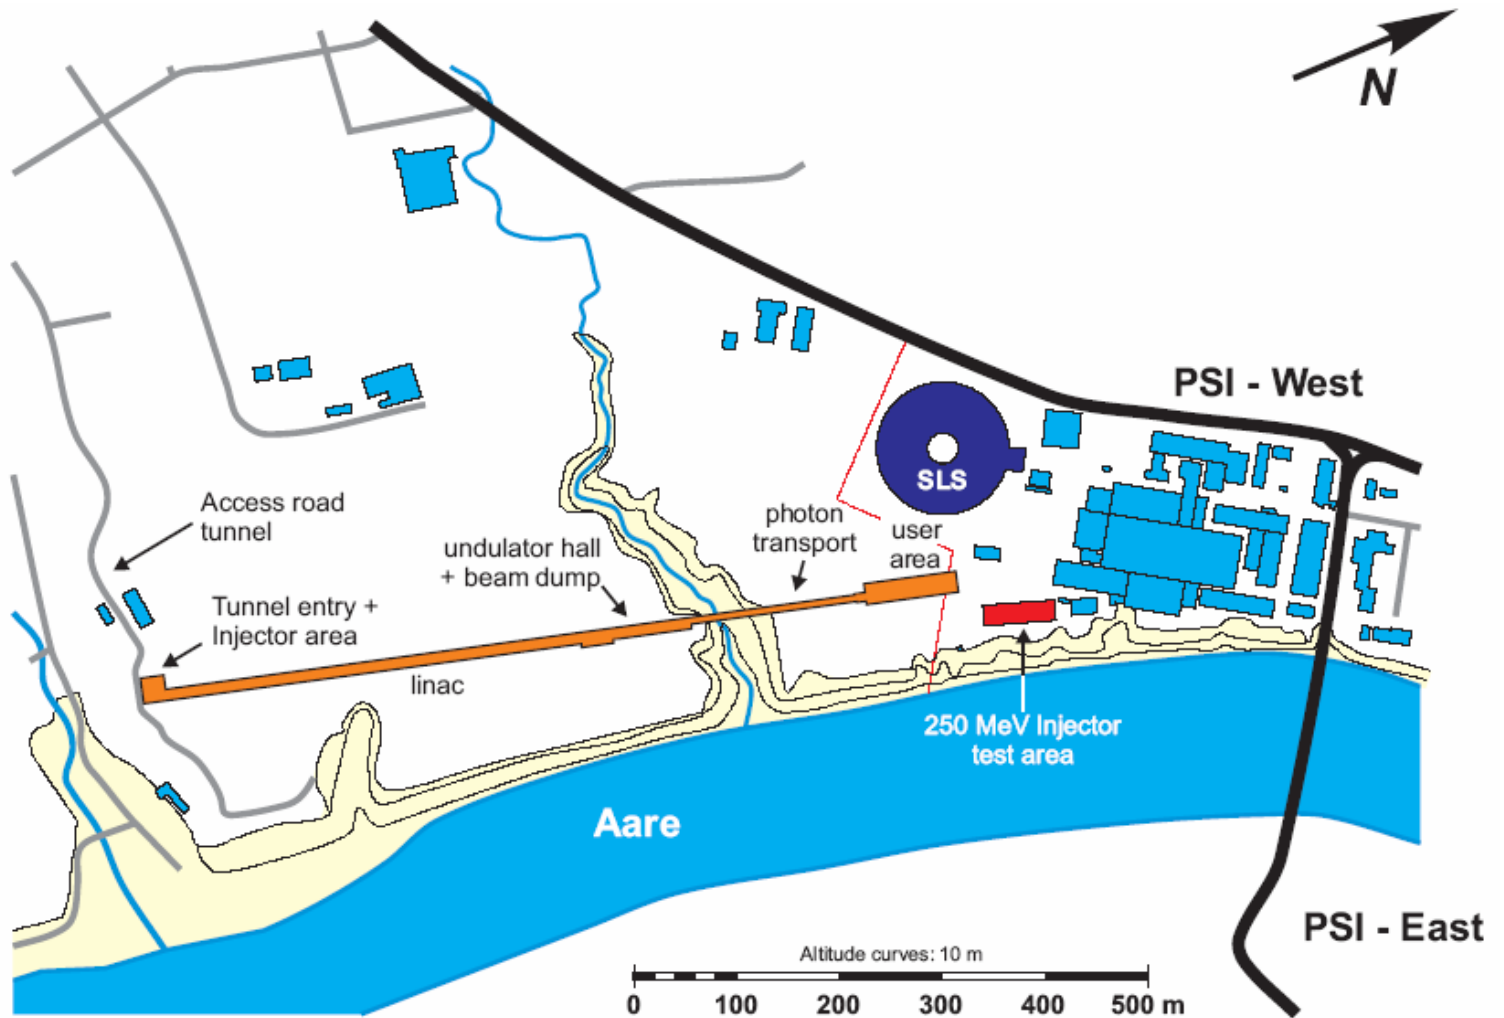 N
PSI - West
SLS
Access road
tunnel
photon
transport
user
area
undulator hall
+ beam dump
Tunnel entry +
Injector area
linac
250 MeV Injector
test area
Aare
PSI - East
Altitude curves: 10 m
0 100 200 300 400 500 m